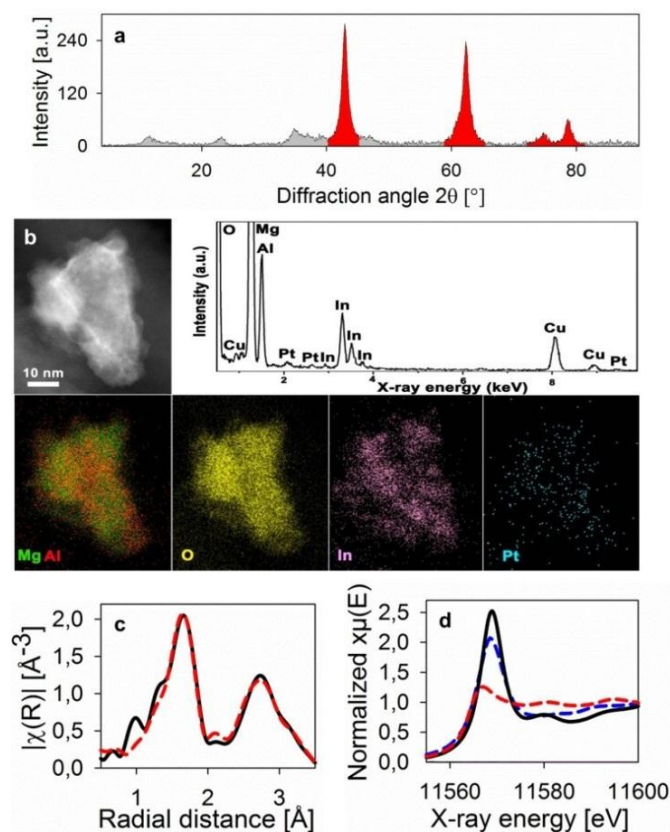 a
Intensity [a.u.]
240
120
0
20 40 60 80
Diffraction angle 2θ [°]
b
10 nm
Intensity (a.u.)
O Mg
Al
Cu Pt Pt In In In In Cu Cu Pt
2 4 6 8
X-ray energy (keV)
Mg Al
O
In
Pt
c
|χ(R)| [Å-3]
2,0
1,5
1,0
0,5
0,0
1 2 3
Radial distance [Å]
d
Normalized xμ(E)
2,5
2,0
1,5
1,0
0,5
0,0
11560 11580 11600
X-ray energy [eV]